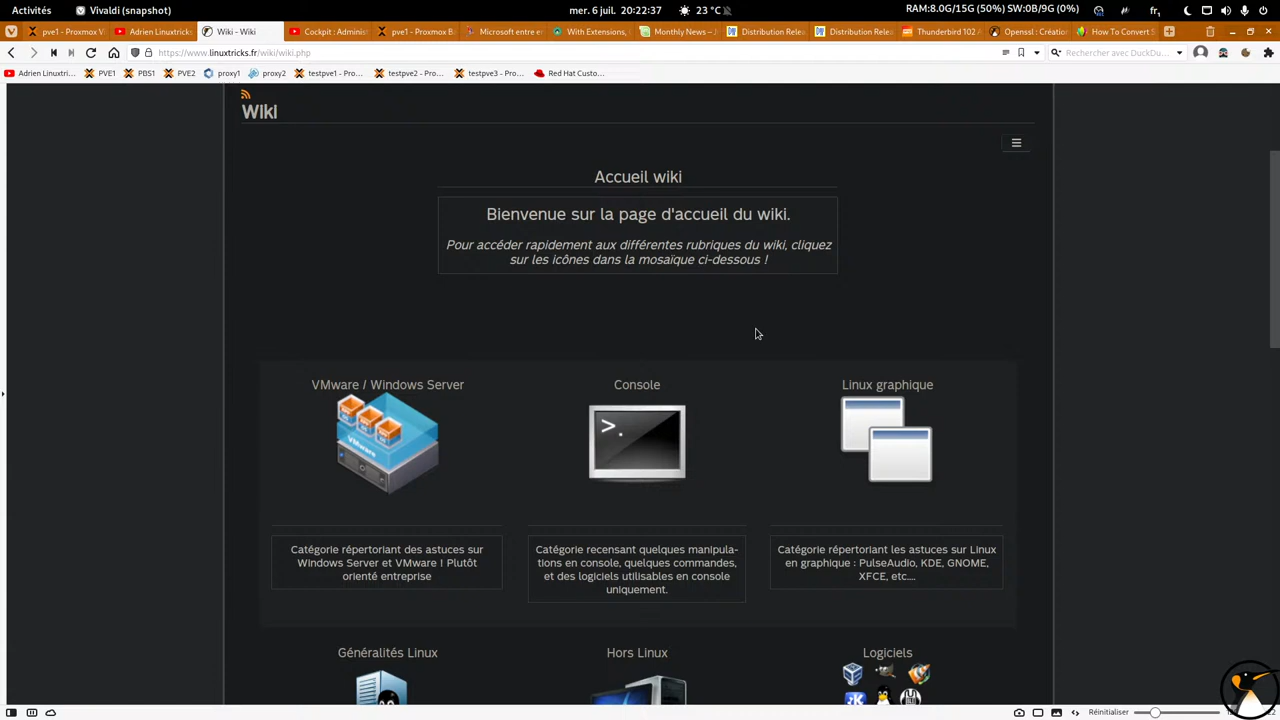 Activités
Vivaldi (snapshot)
mer. 6 juil. 20:22:37
23 °C
RAM:8.0G/15G (50%) SW:0B/9G (0%)
fr₁
pve1 - Proxmox V
Adrien Linuxtricks
Wiki - Wiki
Cockpit : Adminis
pve1 - Proxmox B
Microsoft entre e
With Extensions,
Monthly News – J
Distribution Relea
Distribution Relea
Thunderbird 102
Openssl : Création
How To Convert S
https://www.linuxtricks.fr/wiki/wiki.php
Rechercher avec DuckDu
Adrien Linuxtri...
PVE1
PBS1
PVE2
proxy1
proxy2
testpve1 - Pro...
testpve2 - Pro...
testpve3 - Pro...
Red Hat Custo...
Wiki
Accueil wiki
Bienvenue sur la page d'accueil du wiki.
Pour accéder rapidement aux différentes rubriques du wiki, cliquez
sur les icônes dans la mosaïque ci-dessous !
VMware / Windows Server
Console
Linux graphique
VMware
>.
Catégorie répertoriant des astuces sur
Windows Server et VMware ! Plutôt
orienté entreprise
Catégorie recensant quelques manipula-
tions en console, quelques commandes,
et des logiciels utilisables en console
uniquement.
Catégorie répertoriant les astuces sur Linux
en graphique : PulseAudio, KDE, GNOME,
XFCE, etc....
Généralités Linux
Hors Linux
Logiciels
Réinitialiser